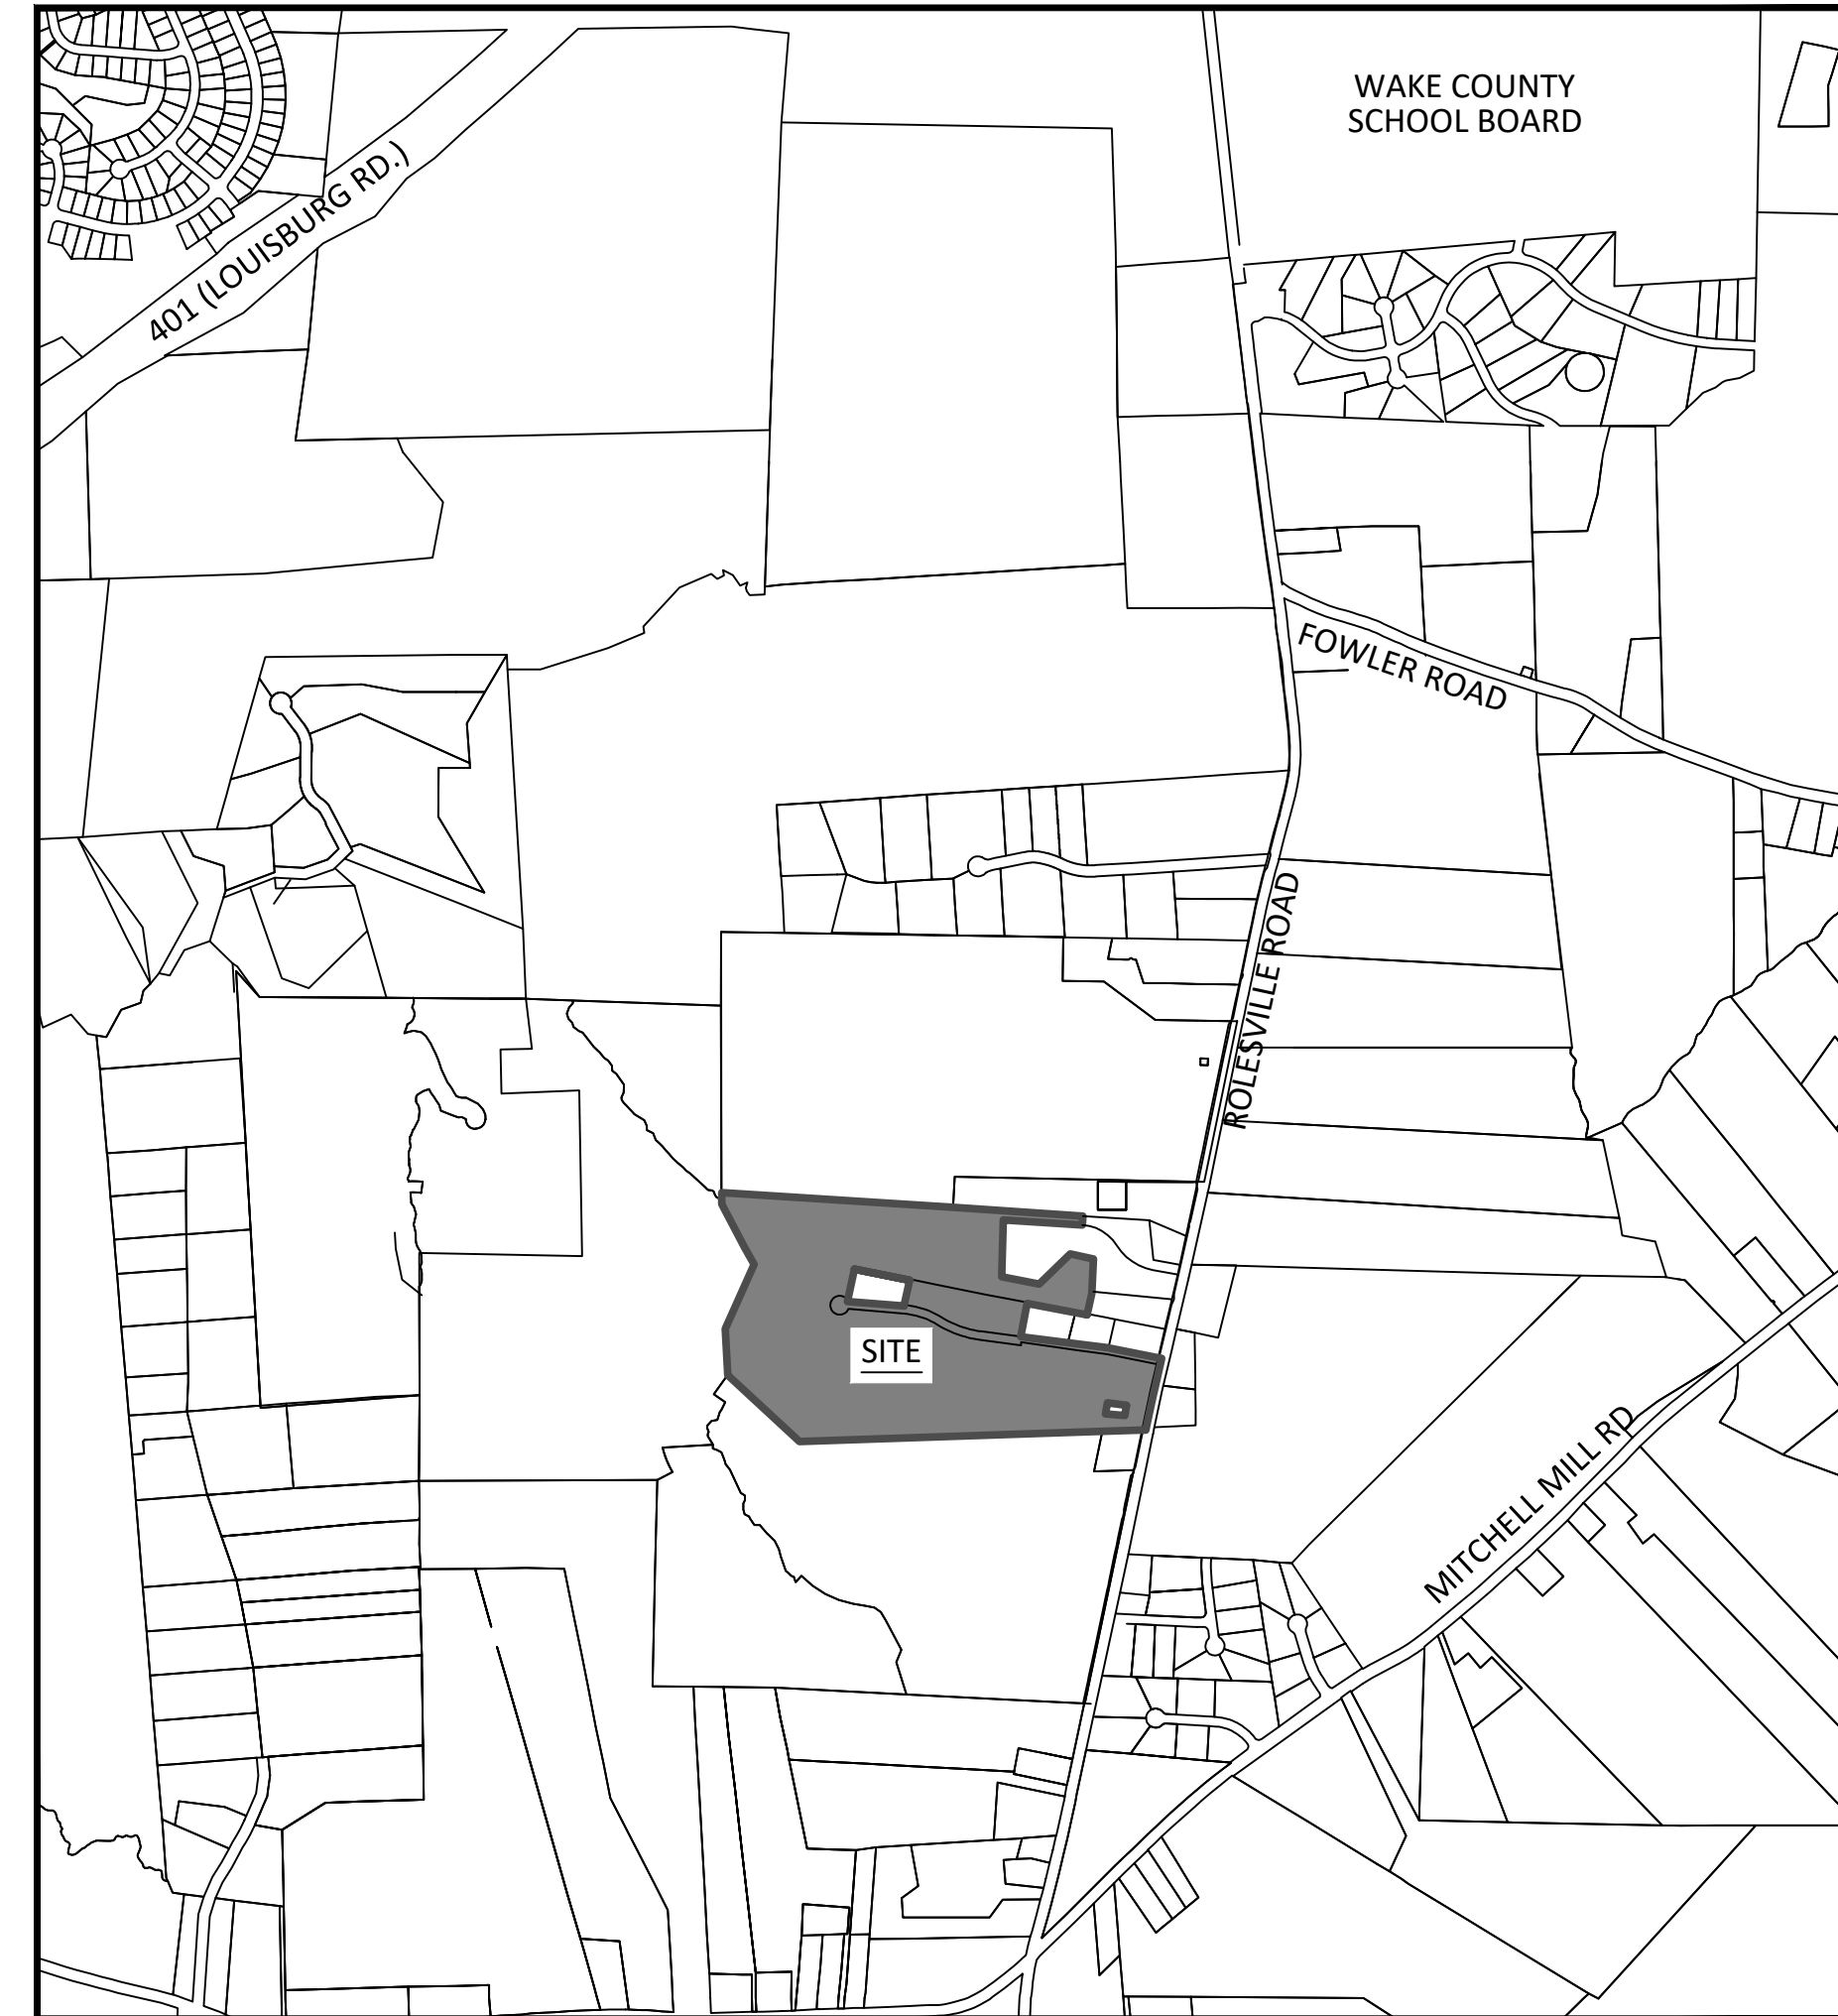 WAKE COUNTY
SCHOOL BOARD
401 (LOUISBURG RD.)
FOWLER ROAD
ROLESVILLE ROAD
SITE
MITCHELL MILL RD